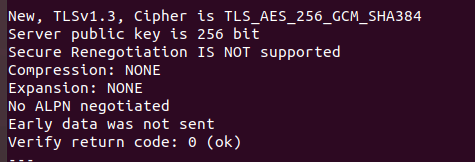 New, TLSv1.3, Cipher is TLS_AES_256_GCM_SHA384
Server public key is 256 bit
Secure Renegotiation IS NOT supported
Compression: NONE
Expansion: NONE
No ALPN negotiated
Early data was not sent
Verify return code: 0 (ok)
---